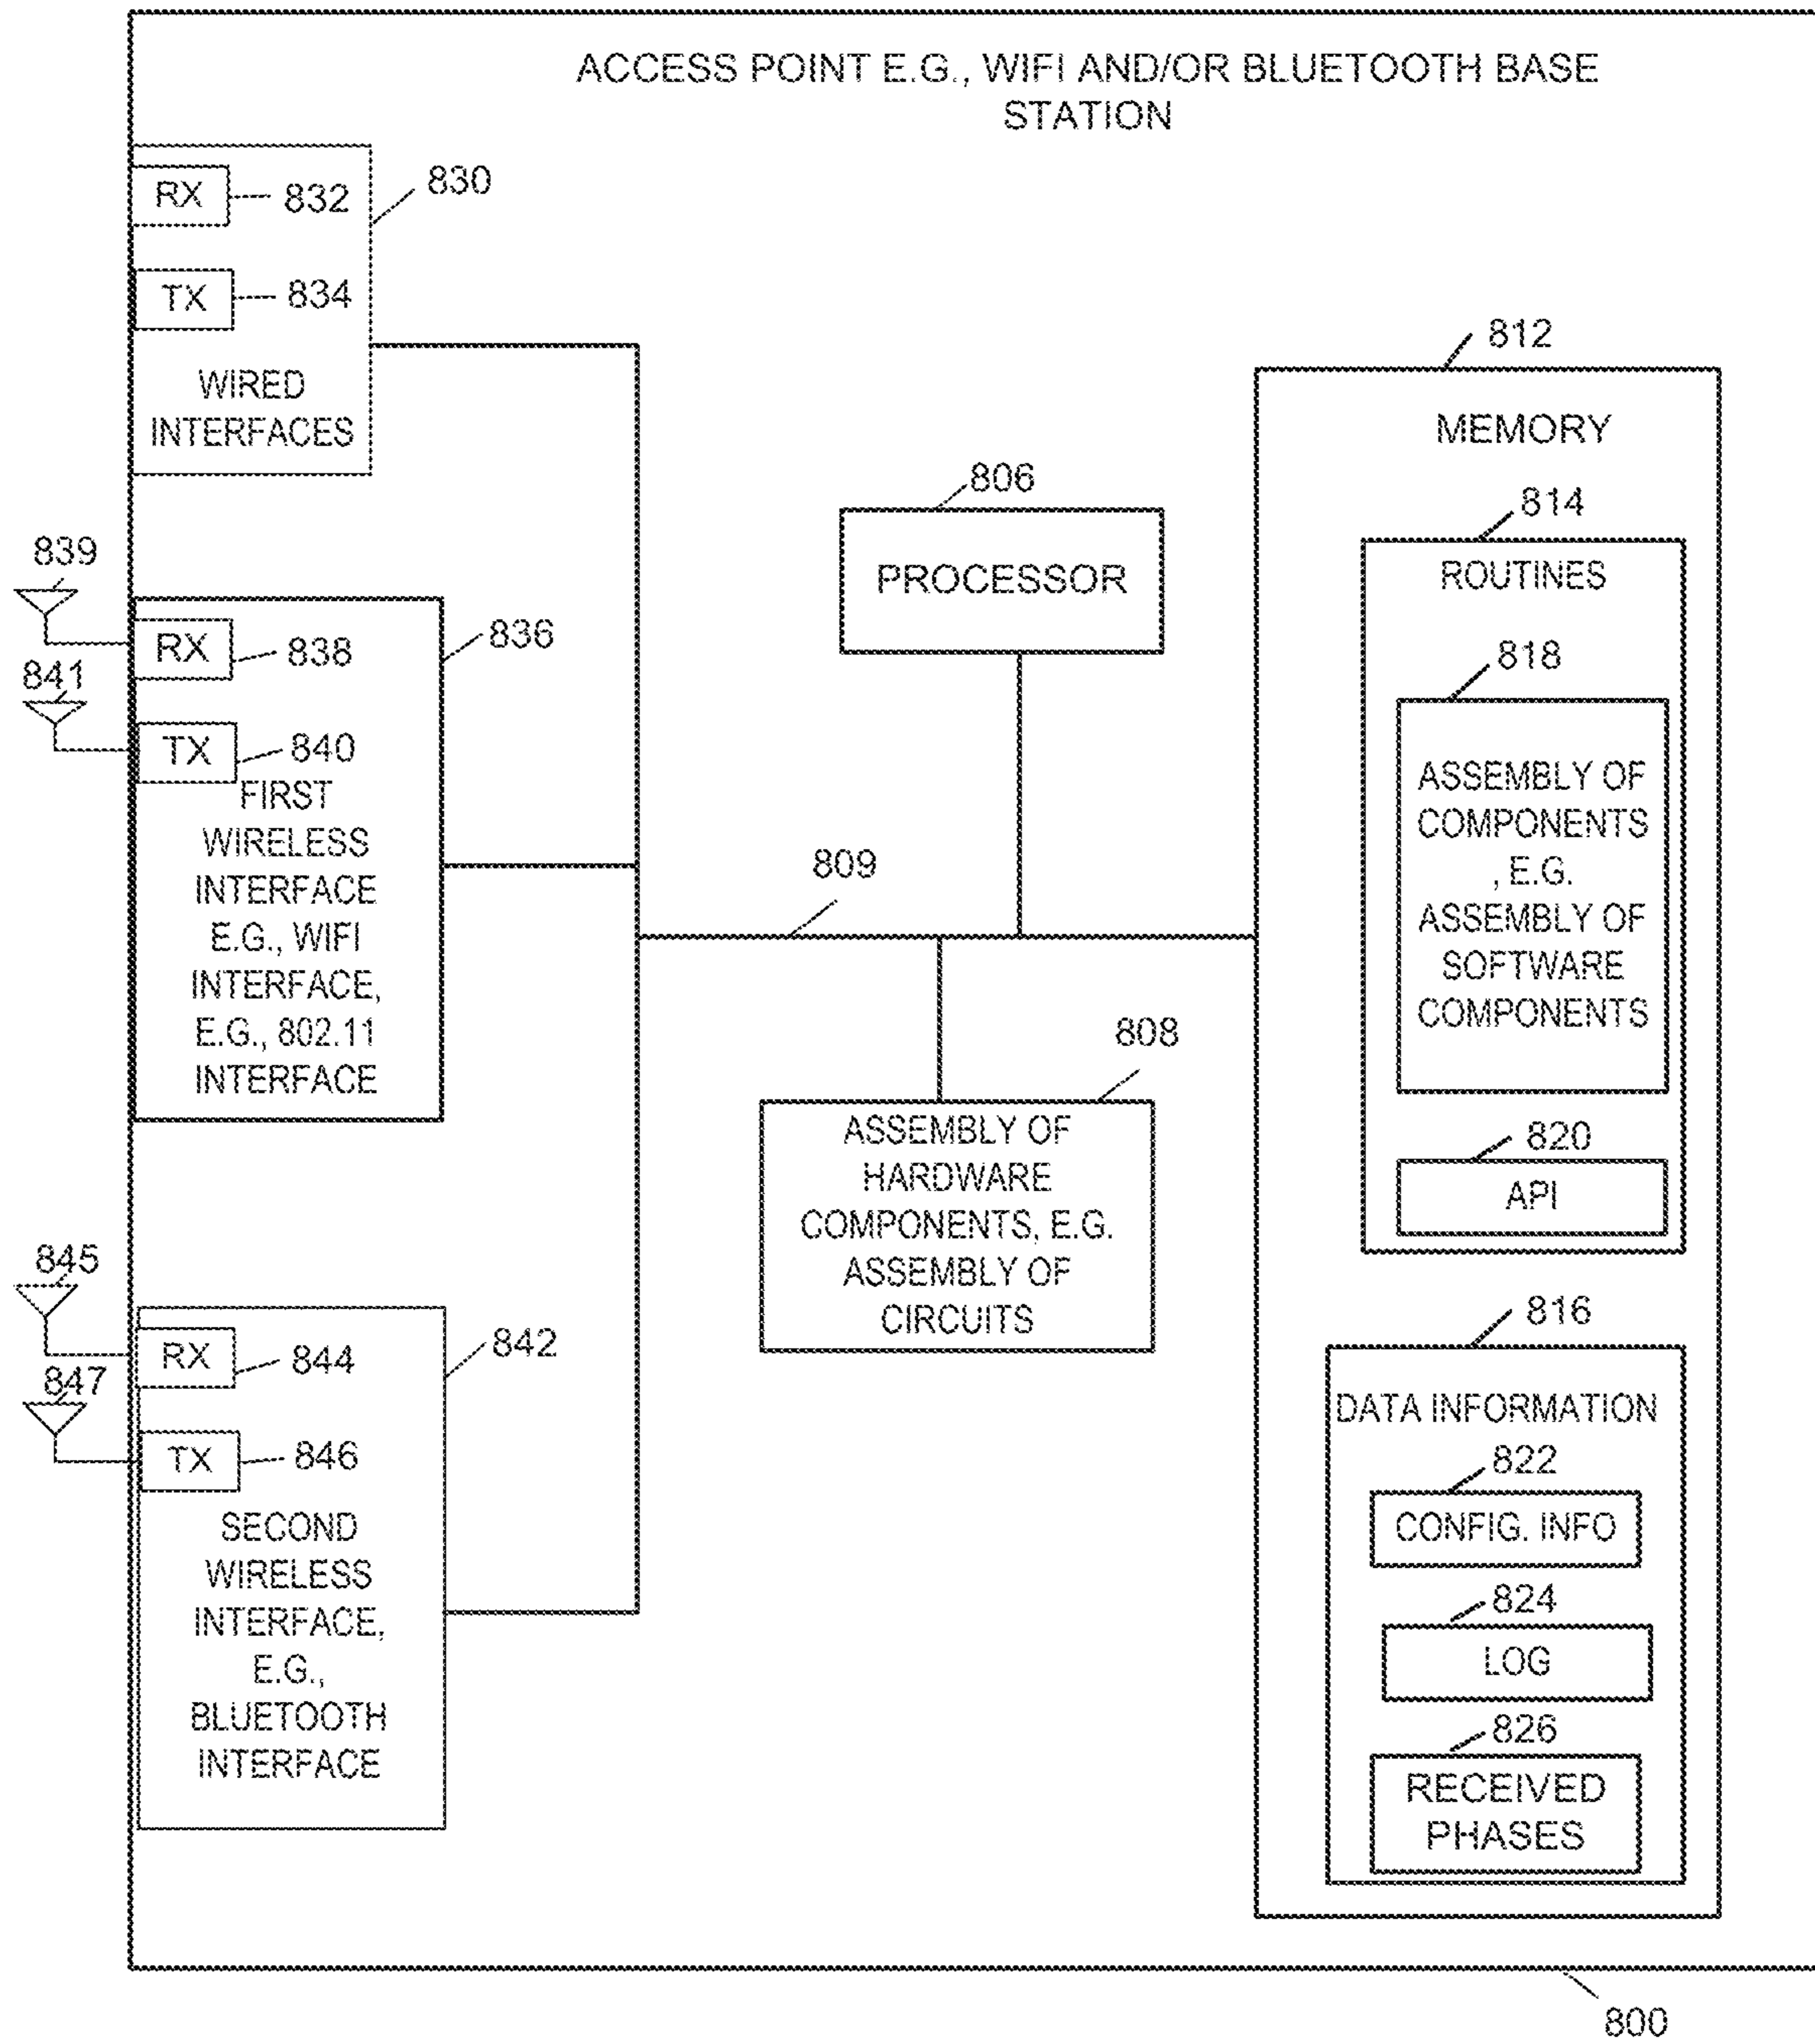 ACCESS POINT E.G., WIFI AND/OR BLUETOOTH BASE
STATION
RX
832
830
TX
834
WIRED
INTERFACES
839
RX
838
836
841
TX
840
FIRST
WIRELESS
INTERFACE
E.G., WIFI
INTERFACE,
E.G., 802.11
INTERFACE
845
RX
844
842
847
TX
846
SECOND
WIRELESS
INTERFACE,
E.G.,
BLUETOOTH
INTERFACE
806
PROCESSOR
809
808
ASSEMBLY OF
HARDWARE
COMPONENTS, E.G.
ASSEMBLY OF
CIRCUITS
812
MEMORY
814
ROUTINES
818
ASSEMBLY OF
COMPONENTS
, E.G.
ASSEMBLY OF
SOFTWARE
COMPONENTS
820
API
816
DATA INFORMATION
822
CONFIG. INFO
824
LOG
826
RECEIVED
PHASES
800